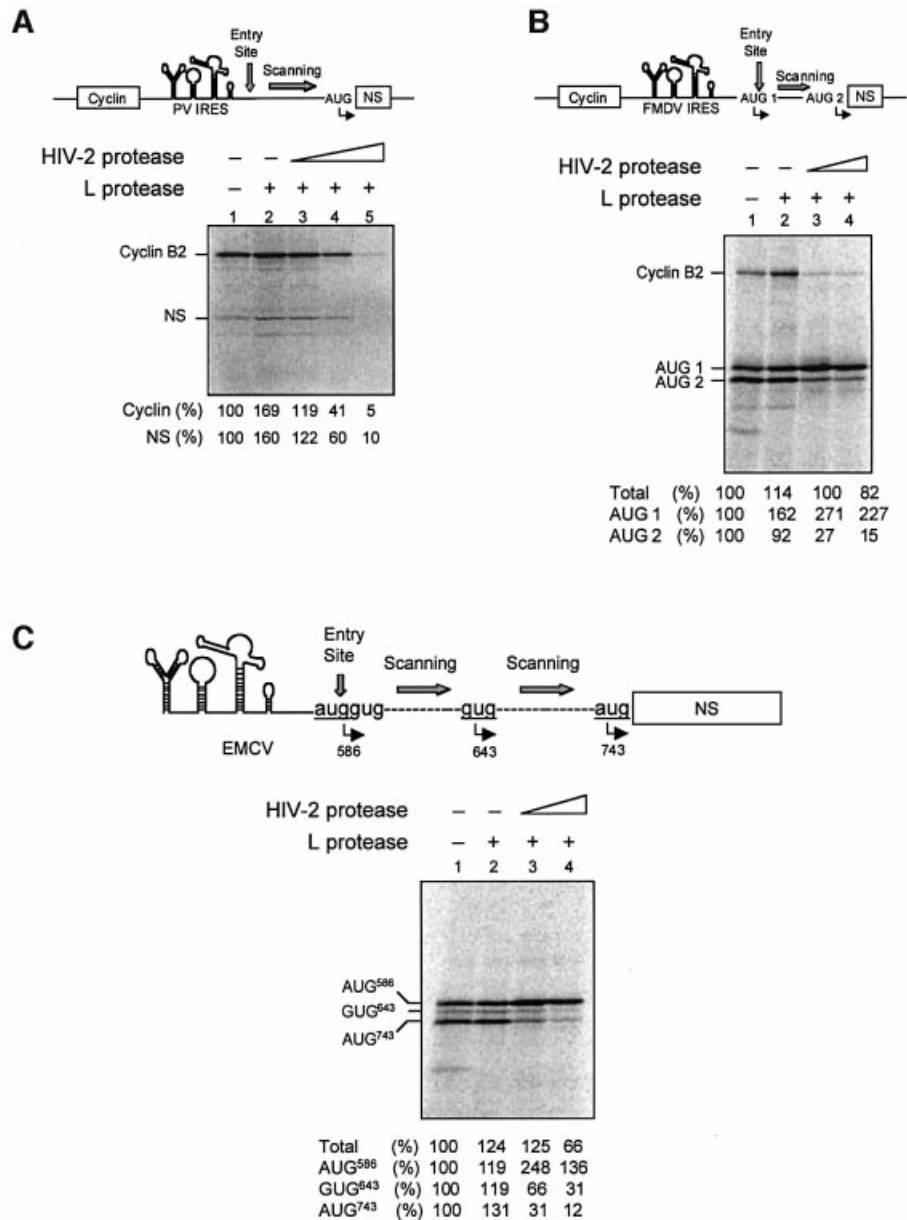 A
Entry
Site
Scanning
Cyclin
PV IRES
AUG
NS
HIV-2 protease – –
L protease – + + + +
1 2 3 4 5
Cyclin B2
NS
Cyclin (%) 100 169 119 41 5
NS (%) 100 160 122 60 10
B
Entry
Site
Scanning
Cyclin
FMDV IRES
AUG 1
AUG 2
NS
HIV-2 protease – –
L protease – + + +
1 2 3 4
Cyclin B2
AUG 1
AUG 2
Total (%) 100 114 100 82
AUG 1 (%) 100 162 271 227
AUG 2 (%) 100 92 27 15
C
Entry
Site
Scanning
Scanning
auggug
gug
aug
NS
EMCV
586
643
743
HIV-2 protease – –
L protease – + + +
1 2 3 4
AUG586
GUG643
AUG743
Total (%) 100 124 125 66
AUG586 (%) 100 119 248 136
GUG643 (%) 100 119 66 31
AUG743 (%) 100 131 31 12